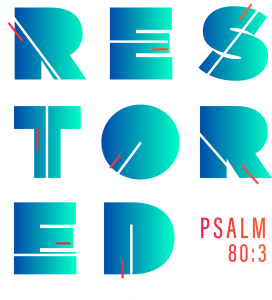 RES
TOR
ED
PSALM
80:3